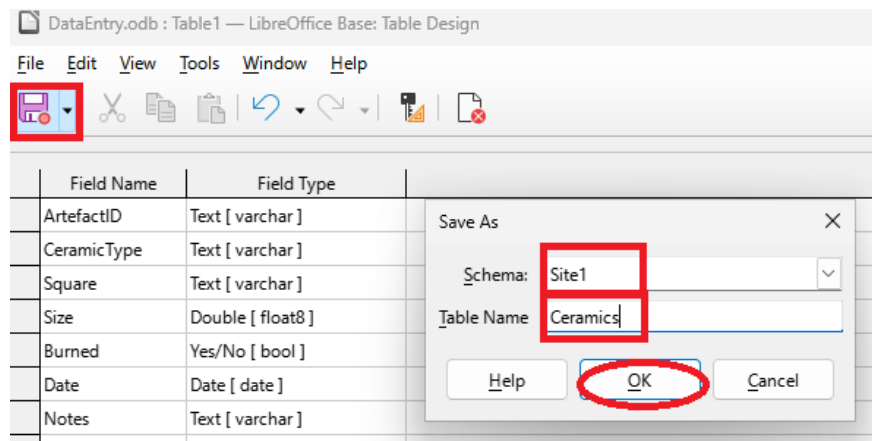 DataEntry.odb : Table1 — LibreOffice Base: Table Design
File Edit View Tools Window Help
Field Name Field Type
ArtefactID Text [ varchar ]
CeramicType Text [ varchar ]
Square Text [ varchar ]
Size Double [ float8 ]
Burned Yes/No [ bool ]
Date Date [ date ]
Notes Text [ varchar ]
Save As
Schema: Site1
Table Name Ceramics
Help OK Cancel